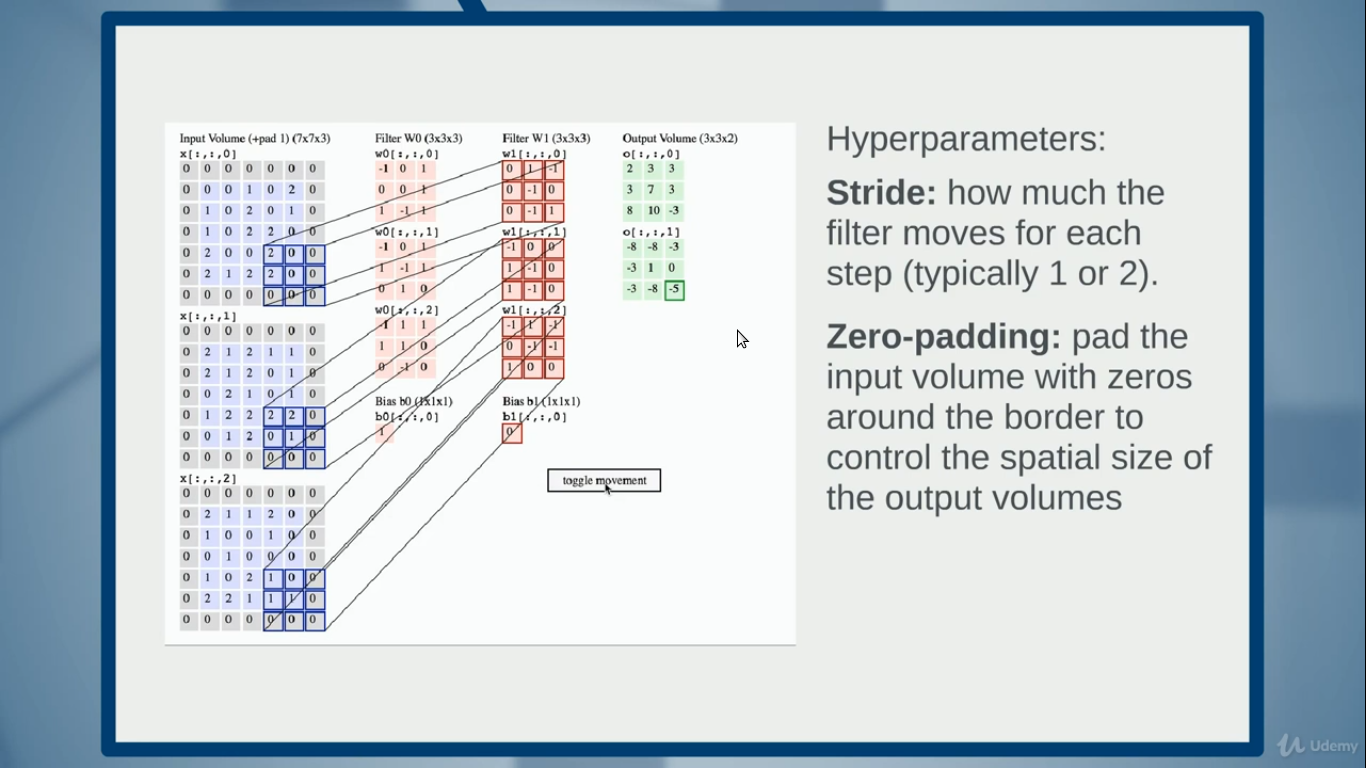 Input Volume (+pad 1) (7x7x3)
x[:,:,0]
0 0 0 0 0 0 0
0 0 0 1 0 2 0
0 1 0 2 0 1 0
0 1 0 2 2 0 0
0 2 0 0 2 0 0
0 2 1 2 2 0 0
0 0 0 0 0 0 0
x[:,:,1]
0 0 0 0 0 0 0
0 2 1 2 1 1 0
0 2 1 2 0 1 0
0 0 2 1 0 1 0
0 1 2 2 2 2 0
0 0 1 2 0 1 0
0 0 0 0 0 0 0
x[:,:,2]
0 0 0 0 0 0 0
0 2 1 1 2 0 0
0 1 0 0 1 0 0
0 0 1 0 0 0 0
0 1 0 2 1 0 0
0 2 2 1 1 1 0
0 0 0 0 0 0 0
Filter W0 (3x3x3)
w0[:,:,0]
-1 0 1
0 0 1
1 -1 1
w0[:,:,1]
-1 0 1
1 -1 1
0 1 0
w0[:,:,2]
-1 1 1
1 1 0
0 -1 0
Bias b0 (1x1x1)
b0[:,:,0]
1
Filter W1 (3x3x3)
w1[:,:,0]
0 1 -1
0 -1 0
0 -1 1
w1[:,:,1]
-1 0 0
1 -1 0
1 -1 0
w1[:,:,2]
-1 1 -1
0 -1 -1
1 0 0
Bias b1 (1x1x1)
b1[:,:,0]
0
Output Volume (3x3x2)
o[:,:,0]
2 3 3
3 7 3
8 10 -3
o[:,:,1]
-8 -8 -3
-3 1 0
-3 -8 -5
toggle movement
Hyperparameters:
Stride: how much the
filter moves for each
step (typically 1 or 2).
Zero-padding: pad the
input volume with zeros
around the border to
control the spatial size of
the output volumes
Udemy